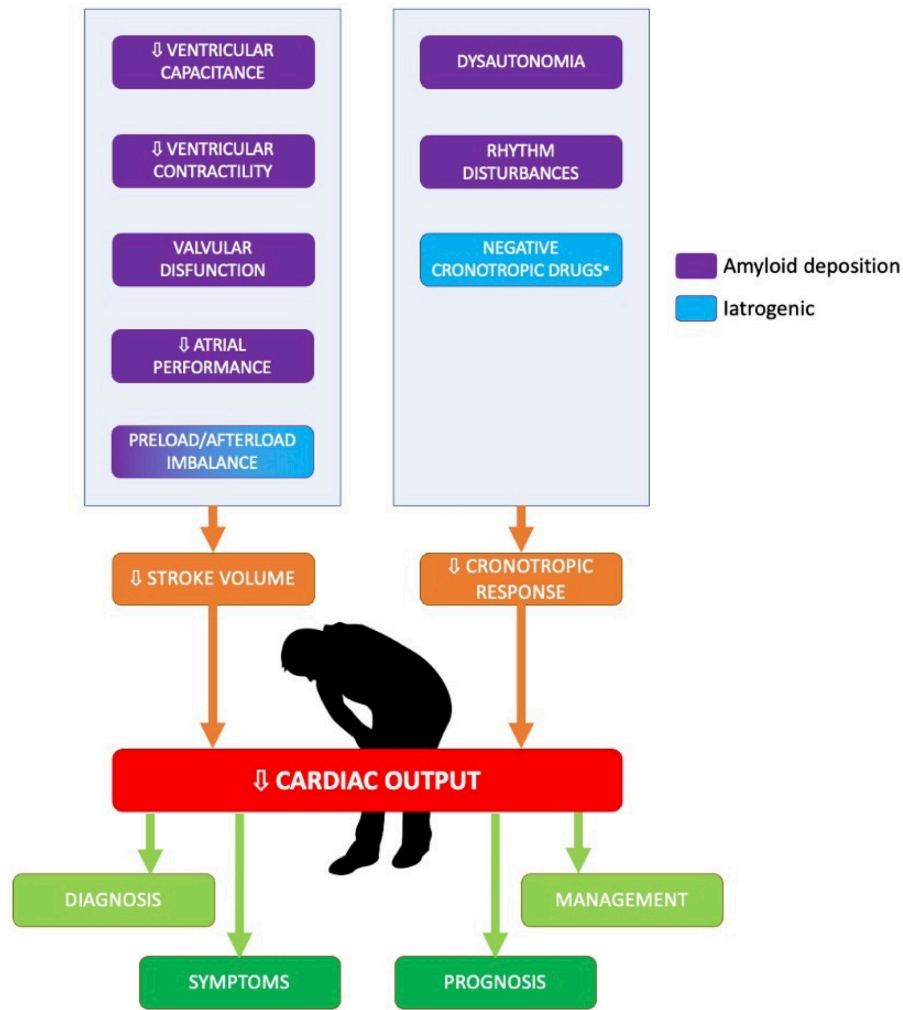 ⇩ VENTRICULAR
CAPACITANCE
⇩ VENTRICULAR
CONTRACTILITY
VALVULAR
DISFUNCTION
⇩ ATRIAL
PERFORMANCE
PRELOAD/AFTERLOAD
IMBALANCE
DYSAUTONOMIA
RHYTHM
DISTURBANCES
NEGATIVE
CRONOTROPIC DRUGS*
Amyloid deposition
Iatrogenic
⇩ STROKE VOLUME
⇩ CRONOTROPIC
RESPONSE
⇩ CARDIAC OUTPUT
DIAGNOSIS
MANAGEMENT
SYMPTOMS
PROGNOSIS